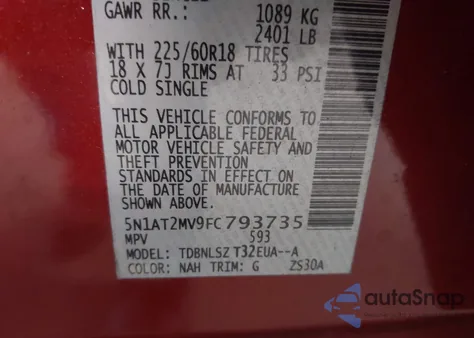 GAWR RR.: 1089 KG
2401 LB
WITH 225/60R18 TIRES
18 X 7J RIMS AT 33 PSI
COLD SINGLE
THIS VEHICLE CONFORMS TO
ALL APPLICABLE FEDERAL
MOTOR VEHICLE SAFETY AND
THEFT PREVENTION
STANDARDS IN EFFECT ON
THE DATE OF MANUFACTURE
SHOWN ABOVE.
5N1AT2MV9FC793735
MPV 593
MODEL: TDBNLSZ T32EUA--A
COLOR: NAH TRIM: G ZS30A
autoSnap